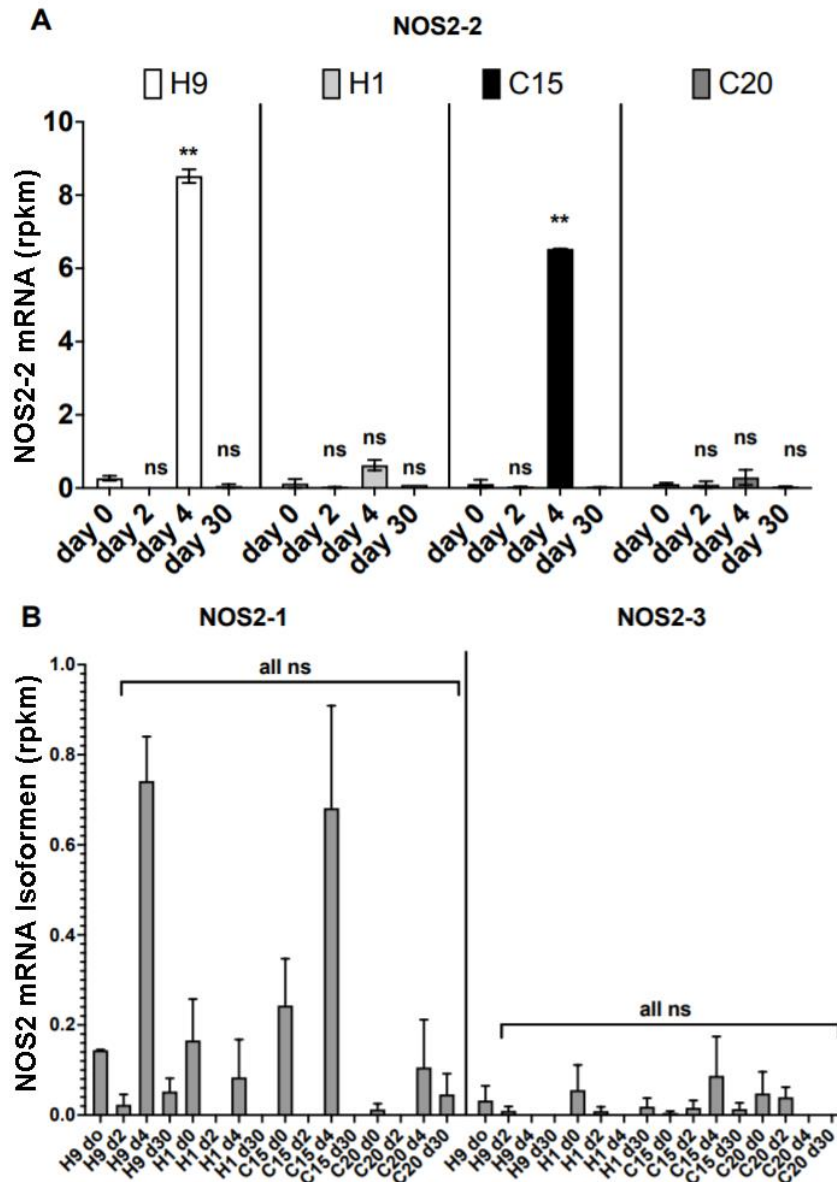 A
NOS2-2
H9 H1 C15 C20
NOS2-2 mRNA (rpkm)
10
8
6
4
2
0
** ns ns
ns ns ns
** ns
ns ns ns
day 0 day 2 day 4 day 30 day 0 day 2 day 4 day 30 day 0 day 2 day 4 day 30 day 0 day 2 day 4 day 30
B
NOS2-1 NOS2-3
NOS2 mRNA Isoformen (rpkm)
1.0
0.8
0.6
0.4
0.2
0.0
all ns
all ns
H9 do H9 d2 H9 d4 H9 d30 H1 d0 H1 d2 H1 d4 H1 d30 C15 d0 C15 d2 C15 d4 C15 d30 C20 d0 C20 d2 C20 d4 C20 d30
H9 do H9 d2 H9 d4 H9 d30 H1 d0 H1 d2 H1 d4 H1 d30 C15 d0 C15 d2 C15 d4 C15 d30 C20 d0 C20 d2 C20 d4 C20 d30